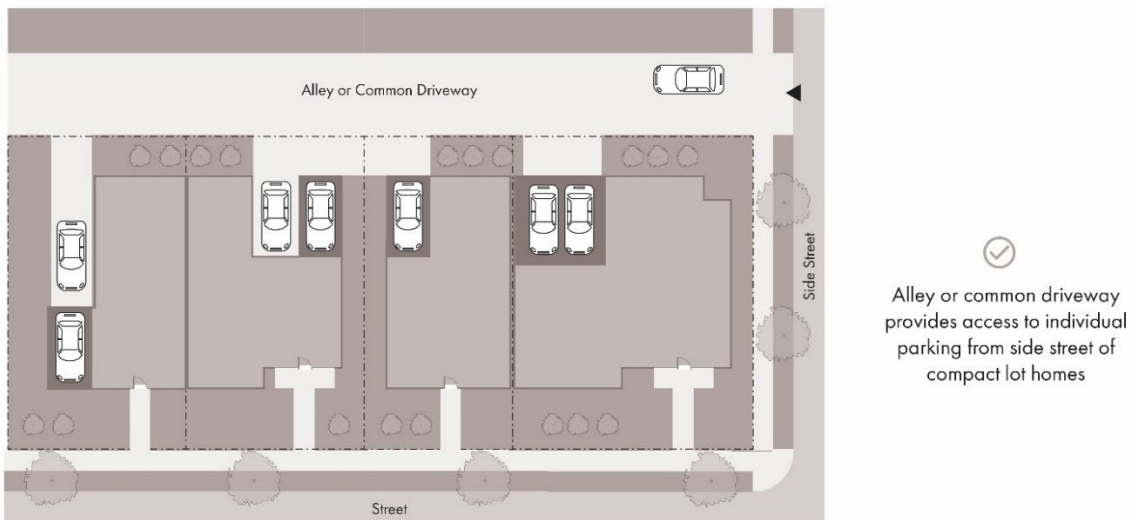 Alley or Common Driveway
Side Street
Alley or common driveway
provides access to individual
parking from side street of
compact lot homes
Street